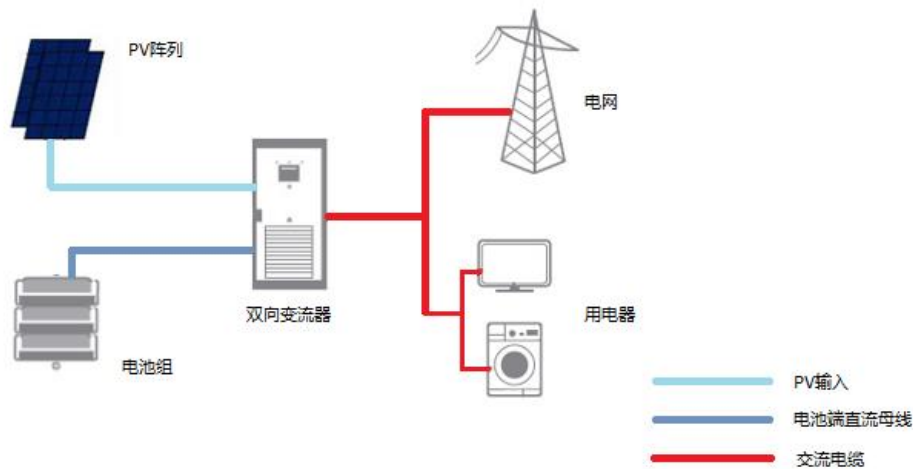 PV阵列
电网
双向变流器
用电器
电池组
PV输入
电池端直流母线
交流电缆